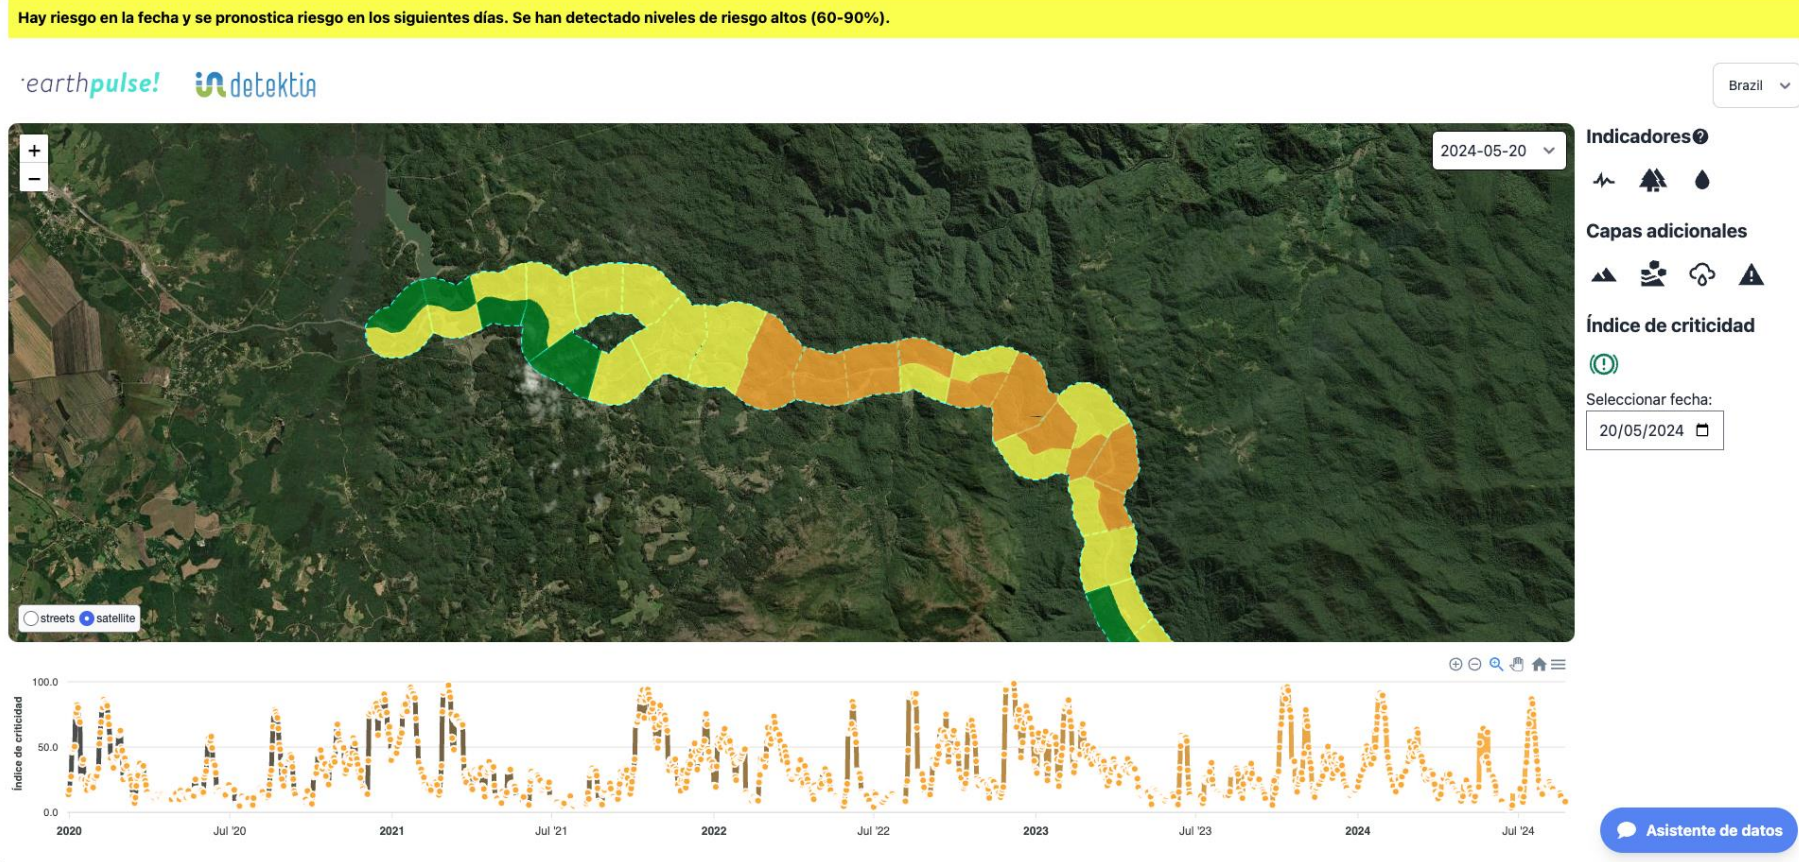 Hay riesgo en la fecha y se pronostica riesgo en los siguientes días. Se han detectado niveles de riesgo altos (60-90%).
earthpulse!
detektia
Brazil
+
−
2024-05-20
Indicadores
Capas adicionales
Índice de criticidad
Seleccionar fecha:
20/05/2024
streets
satellite
Índice de criticidad
100.0
50.0
0.0
2020
Jul '20
2021
Jul '21
2022
Jul '22
2023
Jul '23
2024
Jul '24
Asistente de datos